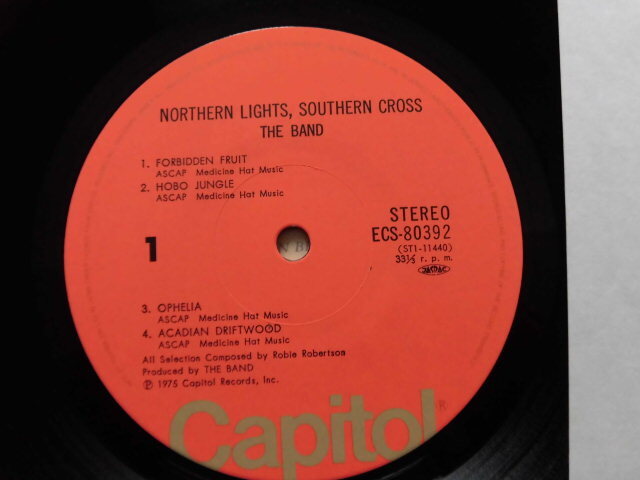 NORTHERN LIGHTS, SOUTHERN CROSS
THE BAND
1. FORBIDDEN FRUIT
ASCAP Medicine Hat Music
2. HOBO JUNGLE
ASCAP Medicine Hat Music
1
STEREO
ECS-80392
(ST1-11440)
33⅓ r. p. m.
JASRAC
3. OPHELIA
ASCAP Medicine Hat Music
4. ACADIAN DRIFTWOOD
ASCAP Medicine Hat Music
All Selection Composed by Robie Robertson
Produced by THE BAND
Ⓟ 1975 Capitol Records, Inc.
Capitol®